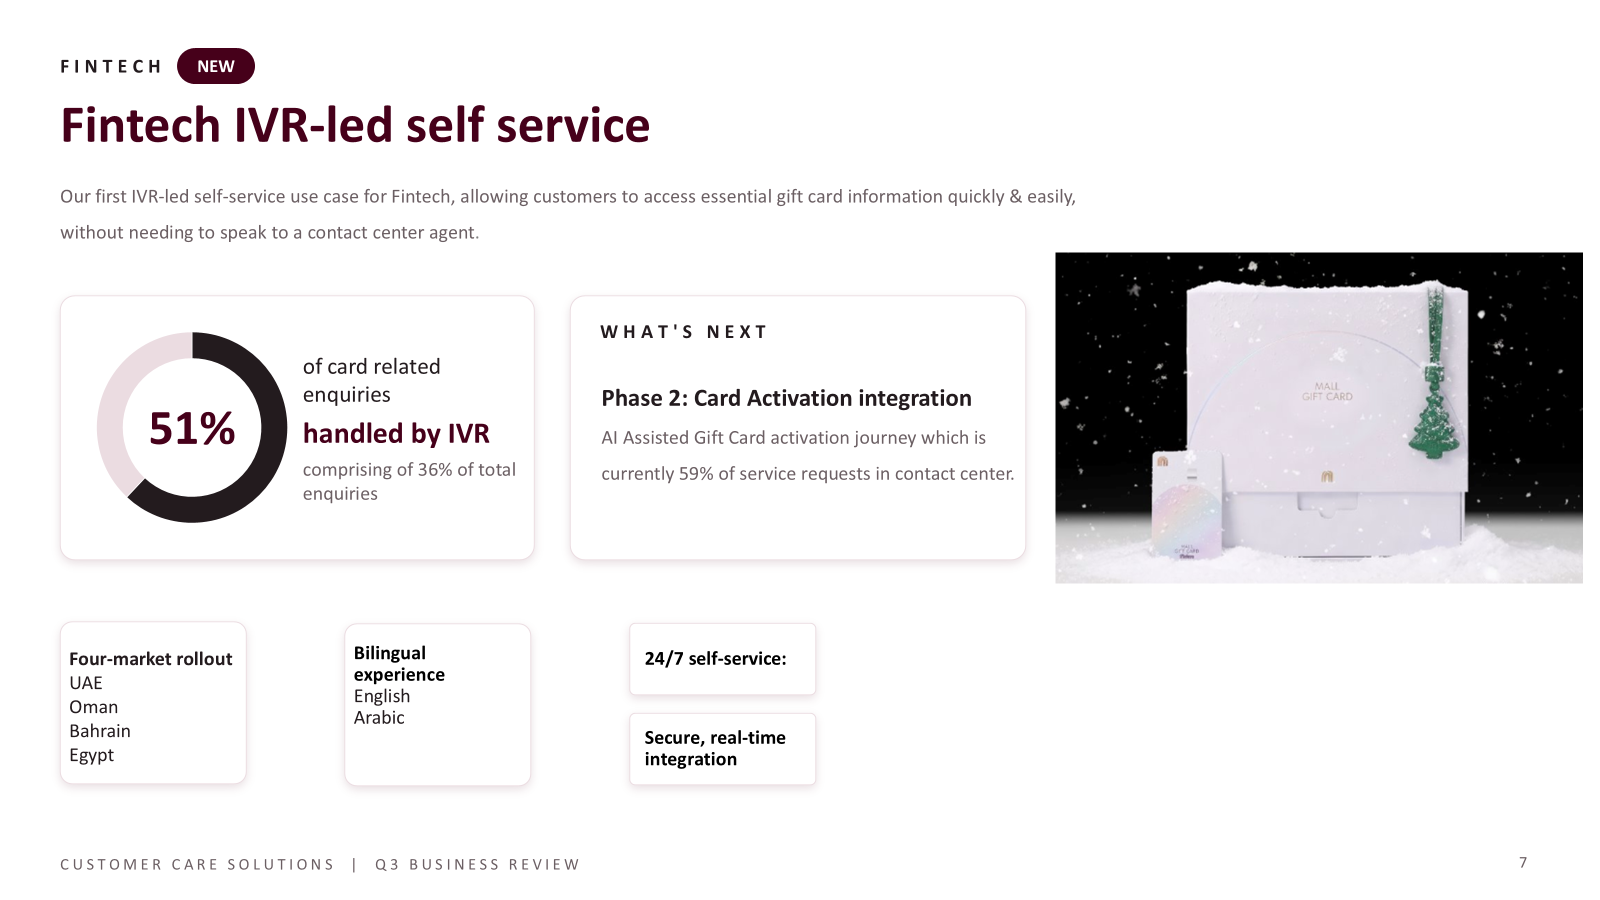 FINTECH NEW
Fintech IVR-led self service
Our first IVR-led self-service use case for Fintech, allowing customers to access essential gift card information quickly & easily,
without needing to speak to a contact center agent.
51%
of card related
enquiries
handled by IVR
comprising of 36% of total
enquiries
WHAT'S NEXT
Phase 2: Card Activation integration
AI Assisted Gift Card activation journey which is
currently 59% of service requests in contact center.
MALL
GIFT CARD
MALL
GIFT CARD
Four-market rollout
UAE
Oman
Bahrain
Egypt
Bilingual
experience
English
Arabic
24/7 self-service:
Secure, real-time
integration
CUSTOMER CARE SOLUTIONS | Q3 BUSINESS REVIEW
7